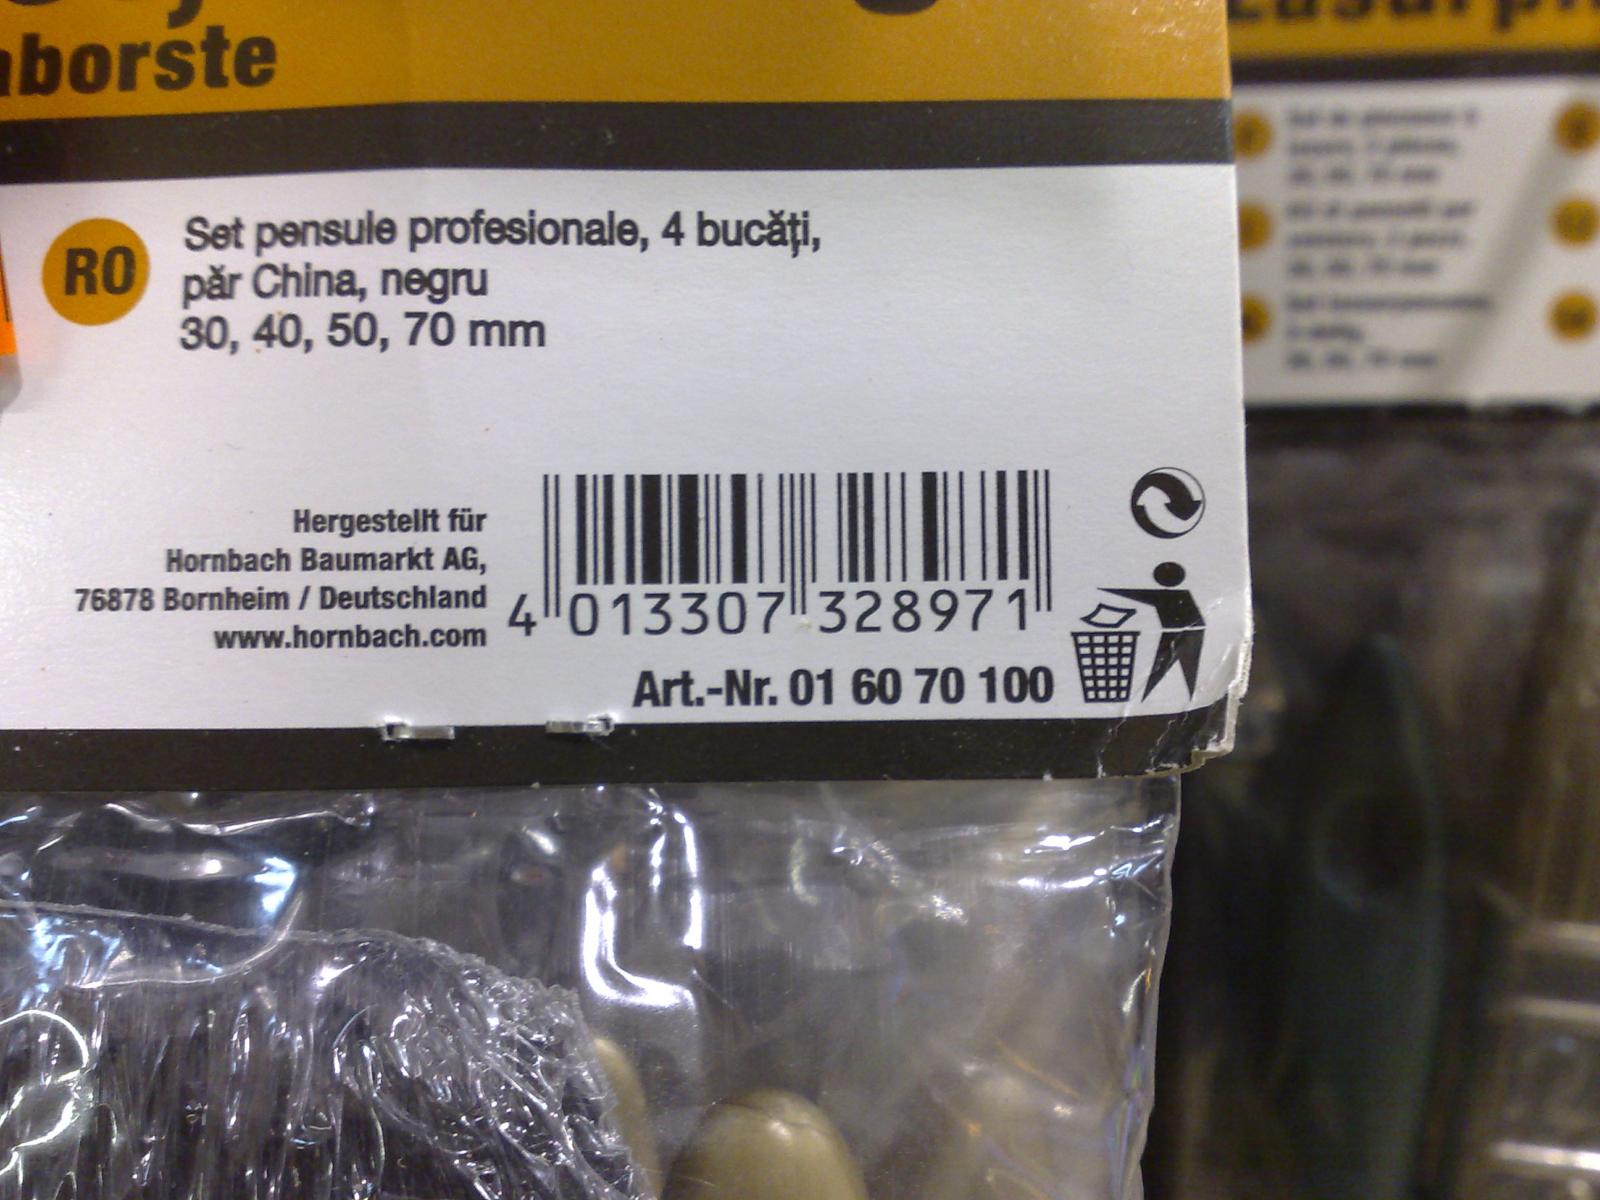 aborste
RO
Set pensule profesionale, 4 bucăți,
păr China, negru
30, 40, 50, 70 mm
Hergestellt für
Hornbach Baumarkt AG,
76878 Bornheim / Deutschland
www.hornbach.com
4 013307 328971
Art.-Nr. 01 60 70 100